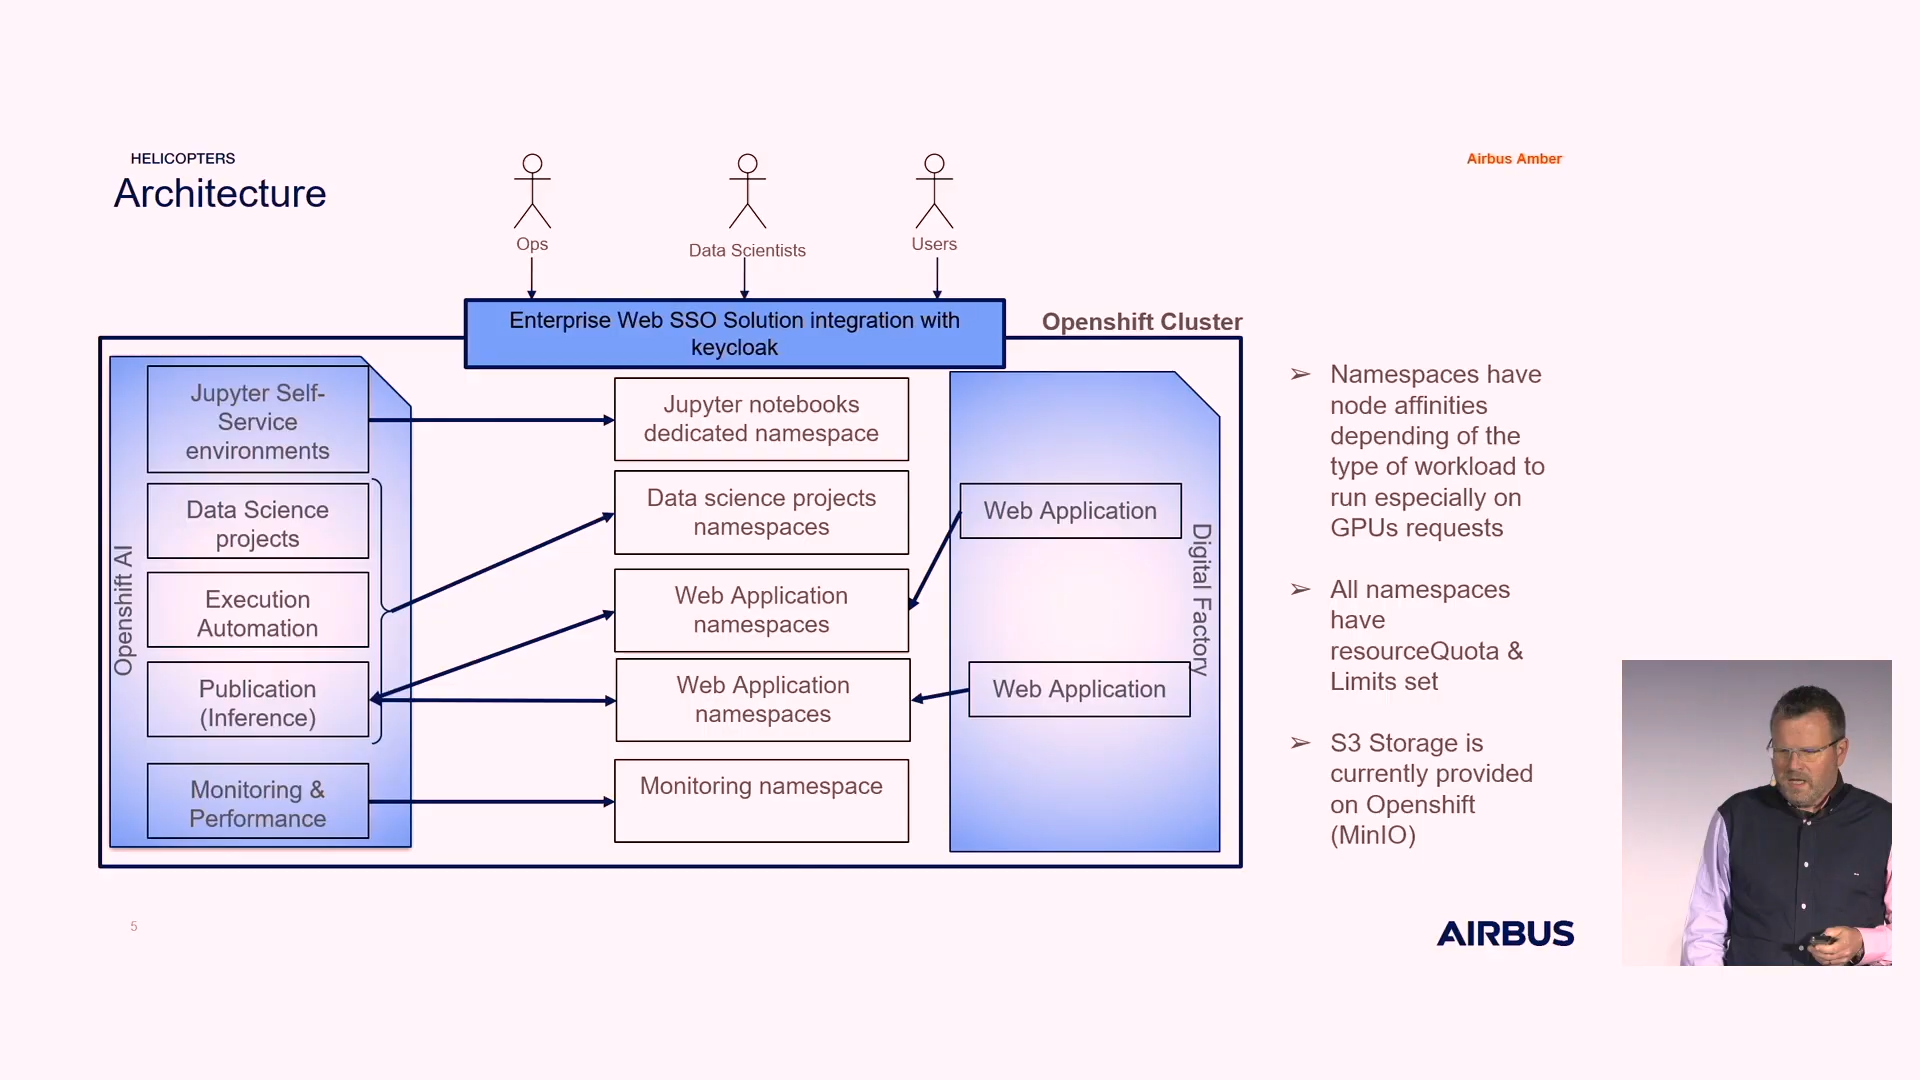 HELICOPTERS
Architecture
Airbus Amber
Ops
Data Scientists
Users
Enterprise Web SSO Solution integration with
keycloak
Openshift Cluster
Openshift AI
Jupyter Self-
Service
environments
Data Science
projects
Execution
Automation
Publication
(Inference)
Monitoring &
Performance
Jupyter notebooks
dedicated namespace
Data science projects
namespaces
Web Application
namespaces
Web Application
namespaces
Monitoring namespace
Web Application
Web Application
Digital Factory
➢ Namespaces have
node affinities
depending of the
type of workload to
run especially on
GPUs requests
➢ All namespaces
have
resourceQuota &
Limits set
➢ S3 Storage is
currently provided
on Openshift
(MinIO)
5
AIRBUS